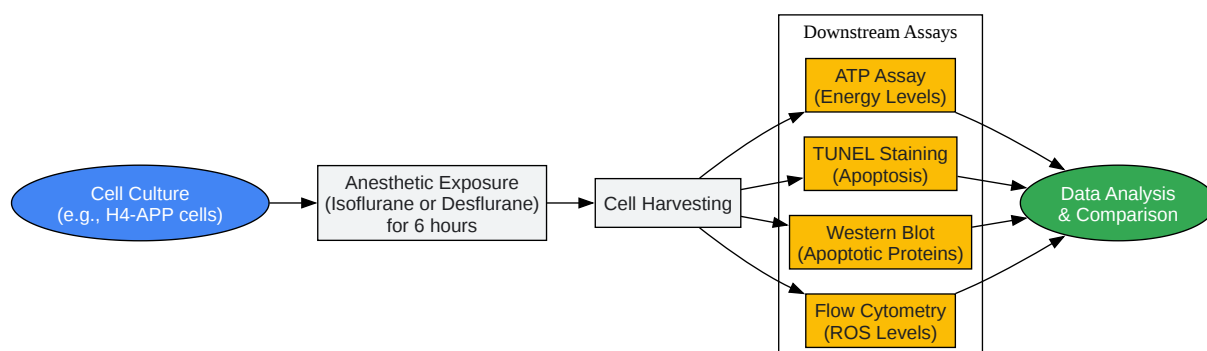 Cell Culture
(e.g., H4-APP cells)
Anesthetic Exposure
(Isoflurane or Desflurane)
for 6 hours
Cell Harvesting
Downstream Assays
ATP Assay
(Energy Levels)
TUNEL Staining
(Apoptosis)
Western Blot
(Apoptotic Proteins)
Flow Cytometry
(ROS Levels)
Data Analysis
& Comparison